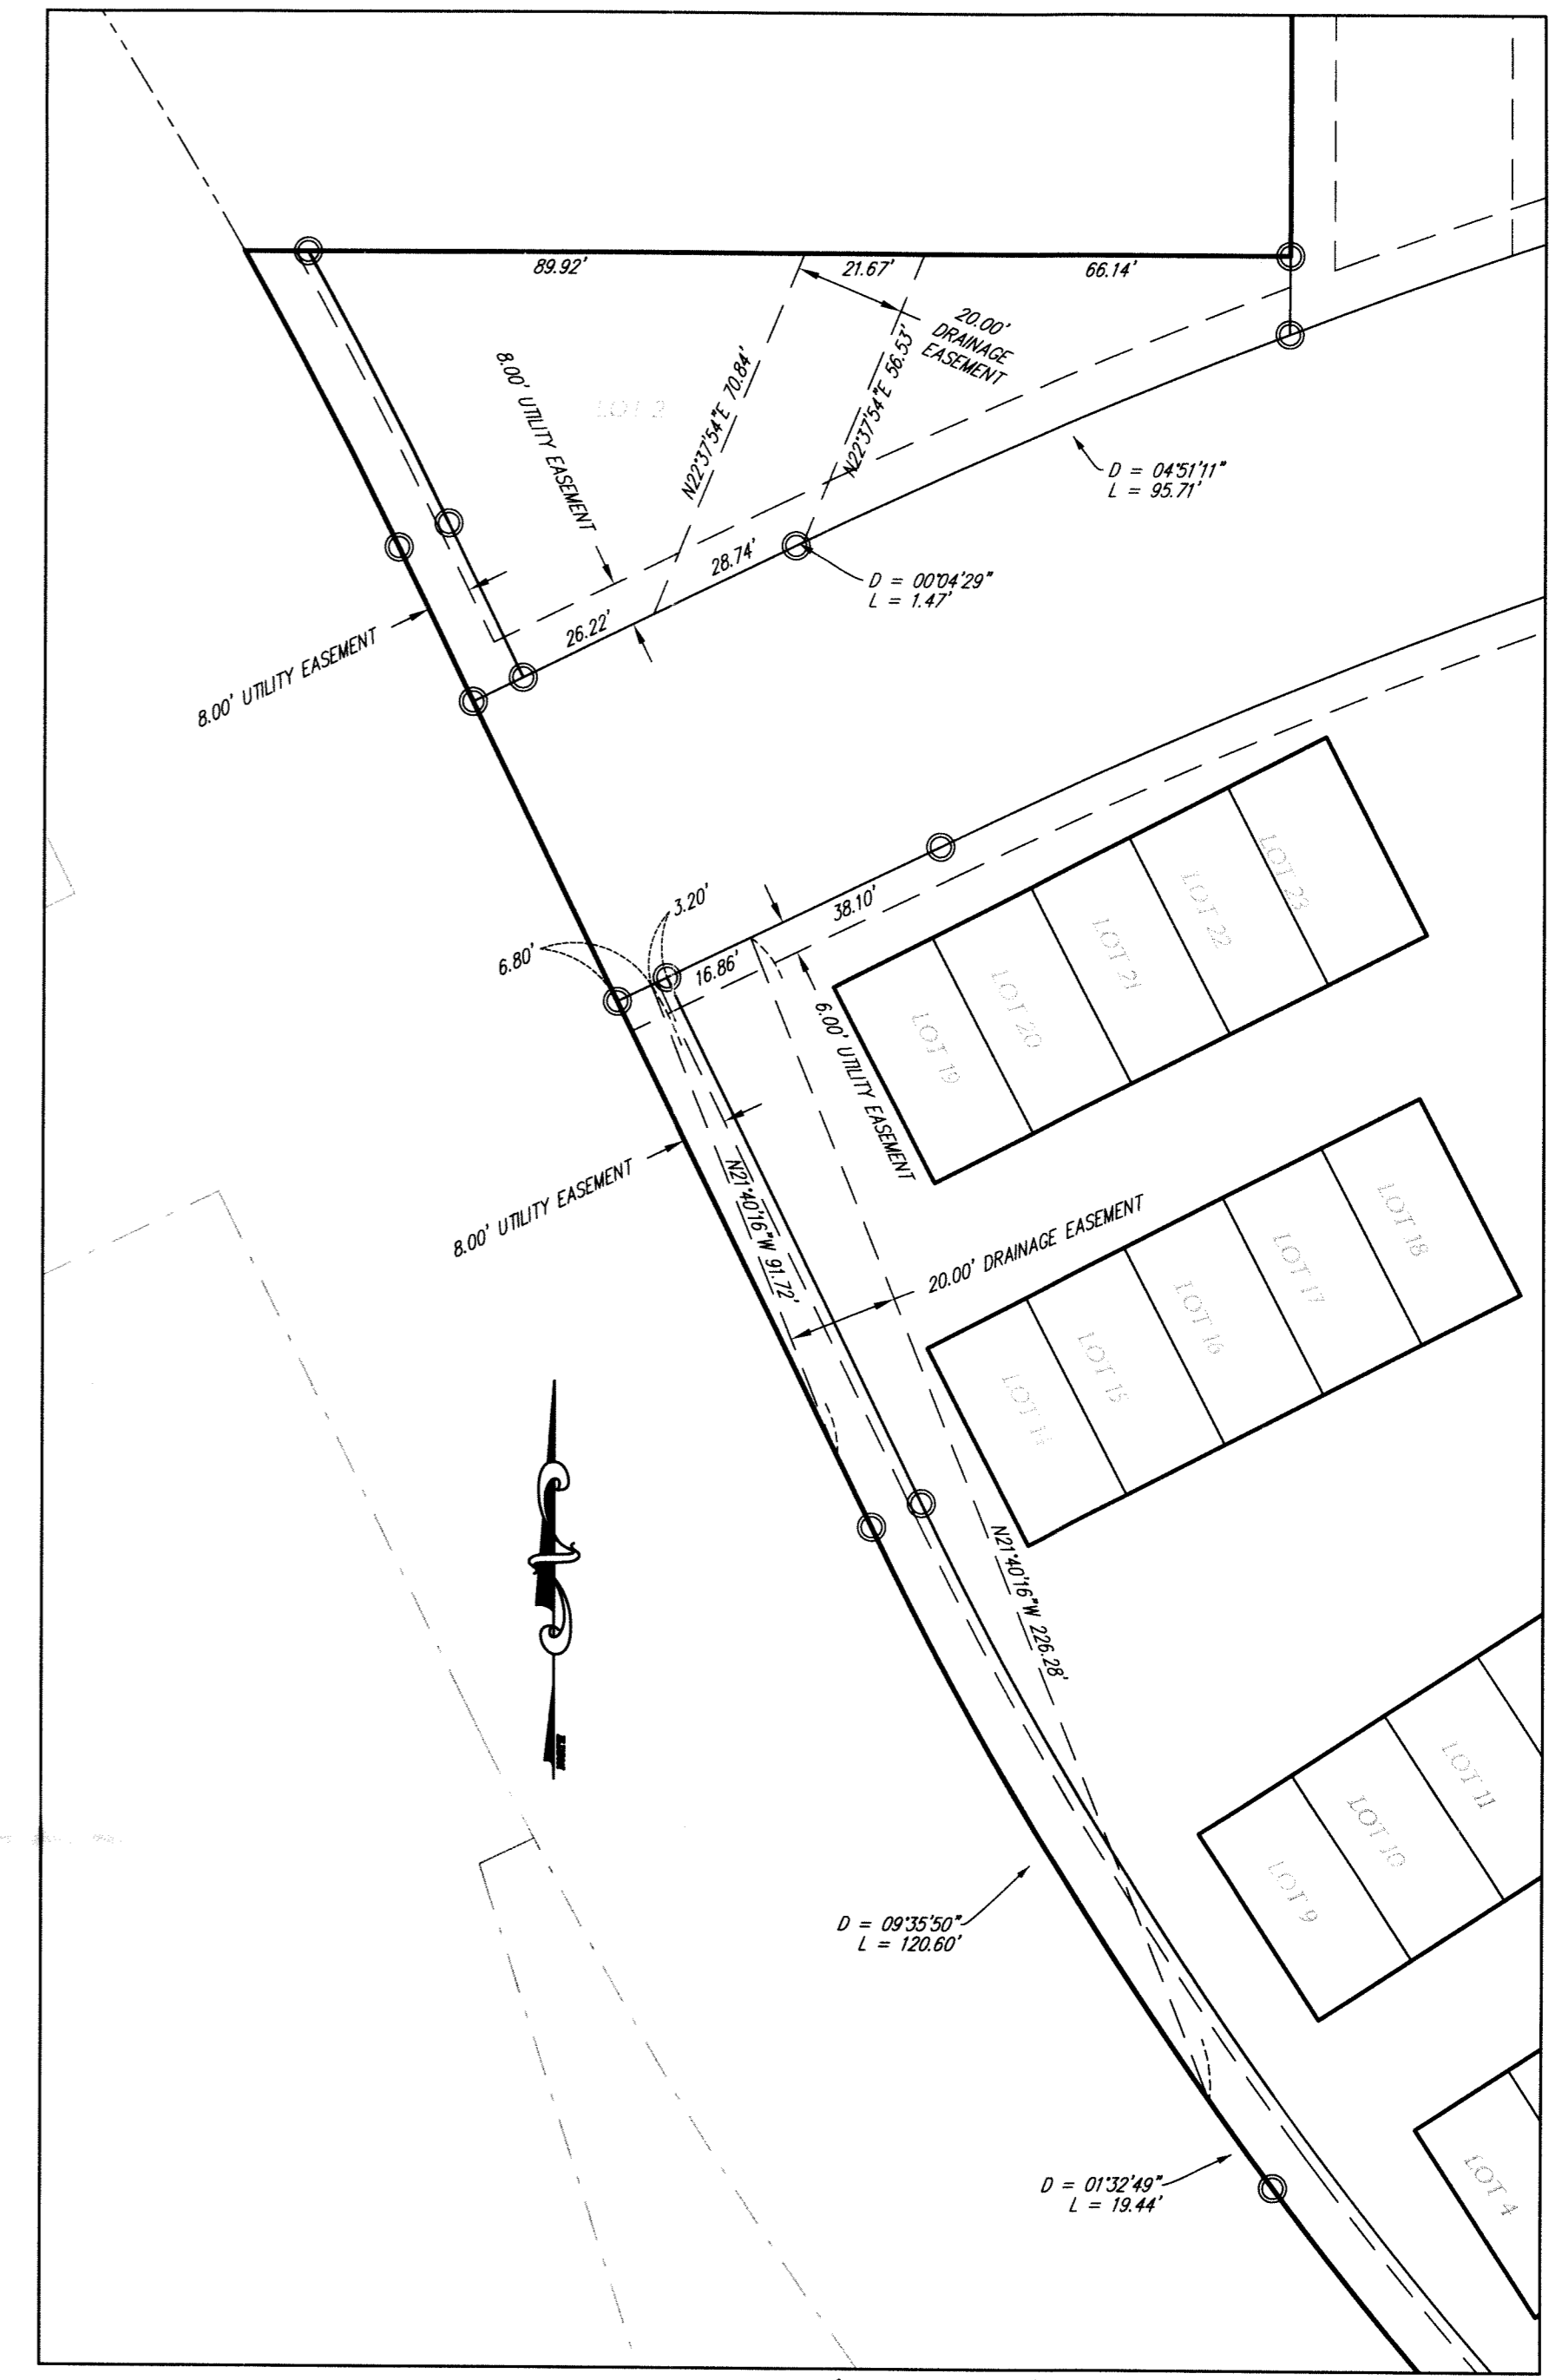 89.92'
21.67'
66.14'
20.00'
DRAINAGE
EASEMENT
8.00' UTILITY EASEMENT
LOT 2
N22°37'54"E 70.84'
N22°37'54"E 56.53'
D = 04°51'11"
L = 95.71'
28.74'
D = 00°04'29"
L = 1.47'
26.22'
8.00' UTILITY EASEMENT
LOT 23
LOT 22
LOT 21
LOT 20
LOT 19
3.20'
38.10'
6.80'
16.86'
6.00' UTILITY EASEMENT
8.00' UTILITY EASEMENT
N21°40'16"W 91.72'
20.00' DRAINAGE EASEMENT
LOT 18
LOT 17
LOT 16
LOT 15
LOT 14
N21°40'16"W 226.28'
LOT 11
LOT 10
LOT 9
D = 09°35'50"
L = 120.60'
D = 01°32'49"
L = 19.44'
LOT 4